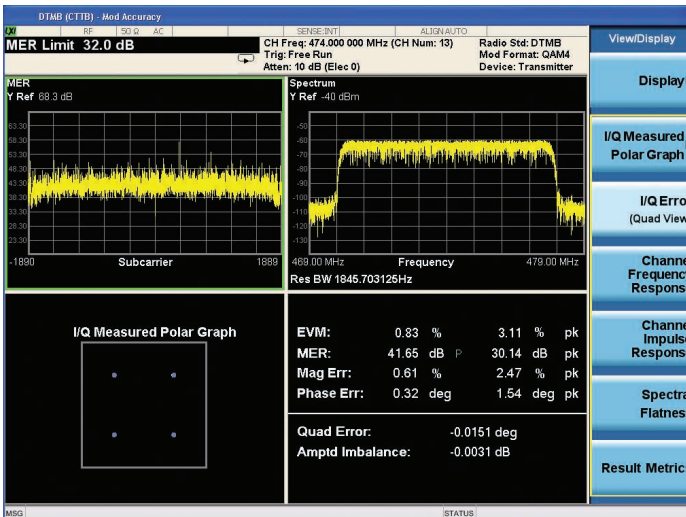 DTMB (CTTB) - Mod Accuracy
LXI RF 50 Ω AC SENSE:INT ALIGN AUTO
MER Limit 32.0 dB
CH Freq: 474.000 000 MHz (CH Num: 13) Radio Std: DTMB
Trig: Free Run Mod Format: QAM4
Atten: 10 dB (Elec 0) Device: Transmitter
MER
Y Ref 68.3 dB
63.30
58.30
53.30
48.30
43.30
38.30
33.30
28.30
23.30
-1890 Subcarrier 1889
Spectrum
Y Ref -40 dBm
-50
-60
-70
-80
-90
-100
-110
-120
-130
469.00 MHz Frequency 479.00 MHz
Res BW 1845.703125Hz
I/Q Measured Polar Graph
EVM: 0.83 % 3.11 % pk
MER: 41.65 dB P 30.14 dB pk
Mag Err: 0.61 % 2.47 % pk
Phase Err: 0.32 deg 1.54 deg pk
Quad Error: -0.0151 deg
Amptd Imbalance: -0.0031 dB
View/Display
Display
I/Q Measured
Polar Graph
I/Q Erro
(Quad View
Channe
Frequency
Respons
Channe
Impuls
Respons
Spectra
Flatnes
Result Metric
MSG STATUS